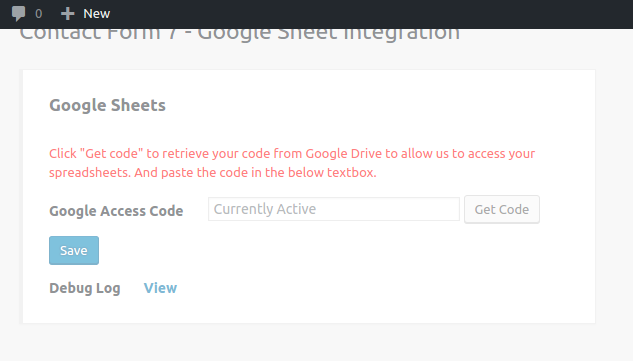 0 New
Contact Form 7 - Google Sheet Integration
Google Sheets
Click "Get code" to retrieve your code from Google Drive to allow us to access your
spreadsheets. And paste the code in the below textbox.
Google Access Code Currently Active Get Code
Save
Debug Log View